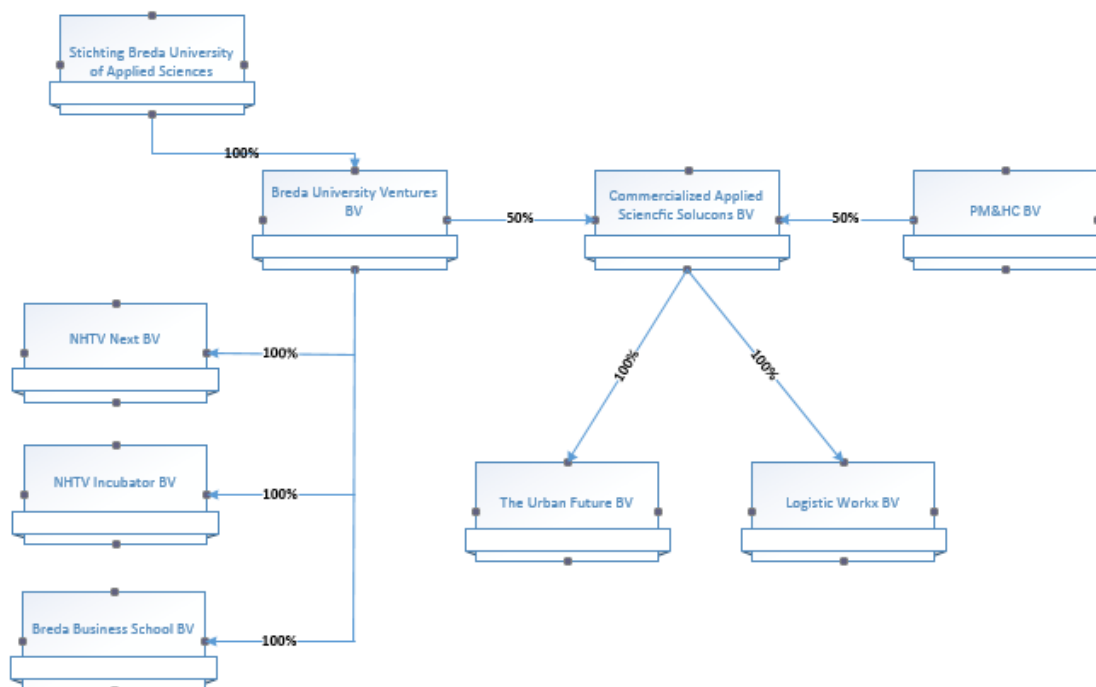 Stichting Breda University
of Applied Sciences
100%
Breda University Ventures
BV
50%
Commercialized Applied
Sciencfic Solucons BV
50%
PM&HC BV
NHTV Next BV
100%
100%
100%
NHTV Incubator BV
100%
The Urban Future BV
Logistic Workx BV
Breda Business School BV
100%